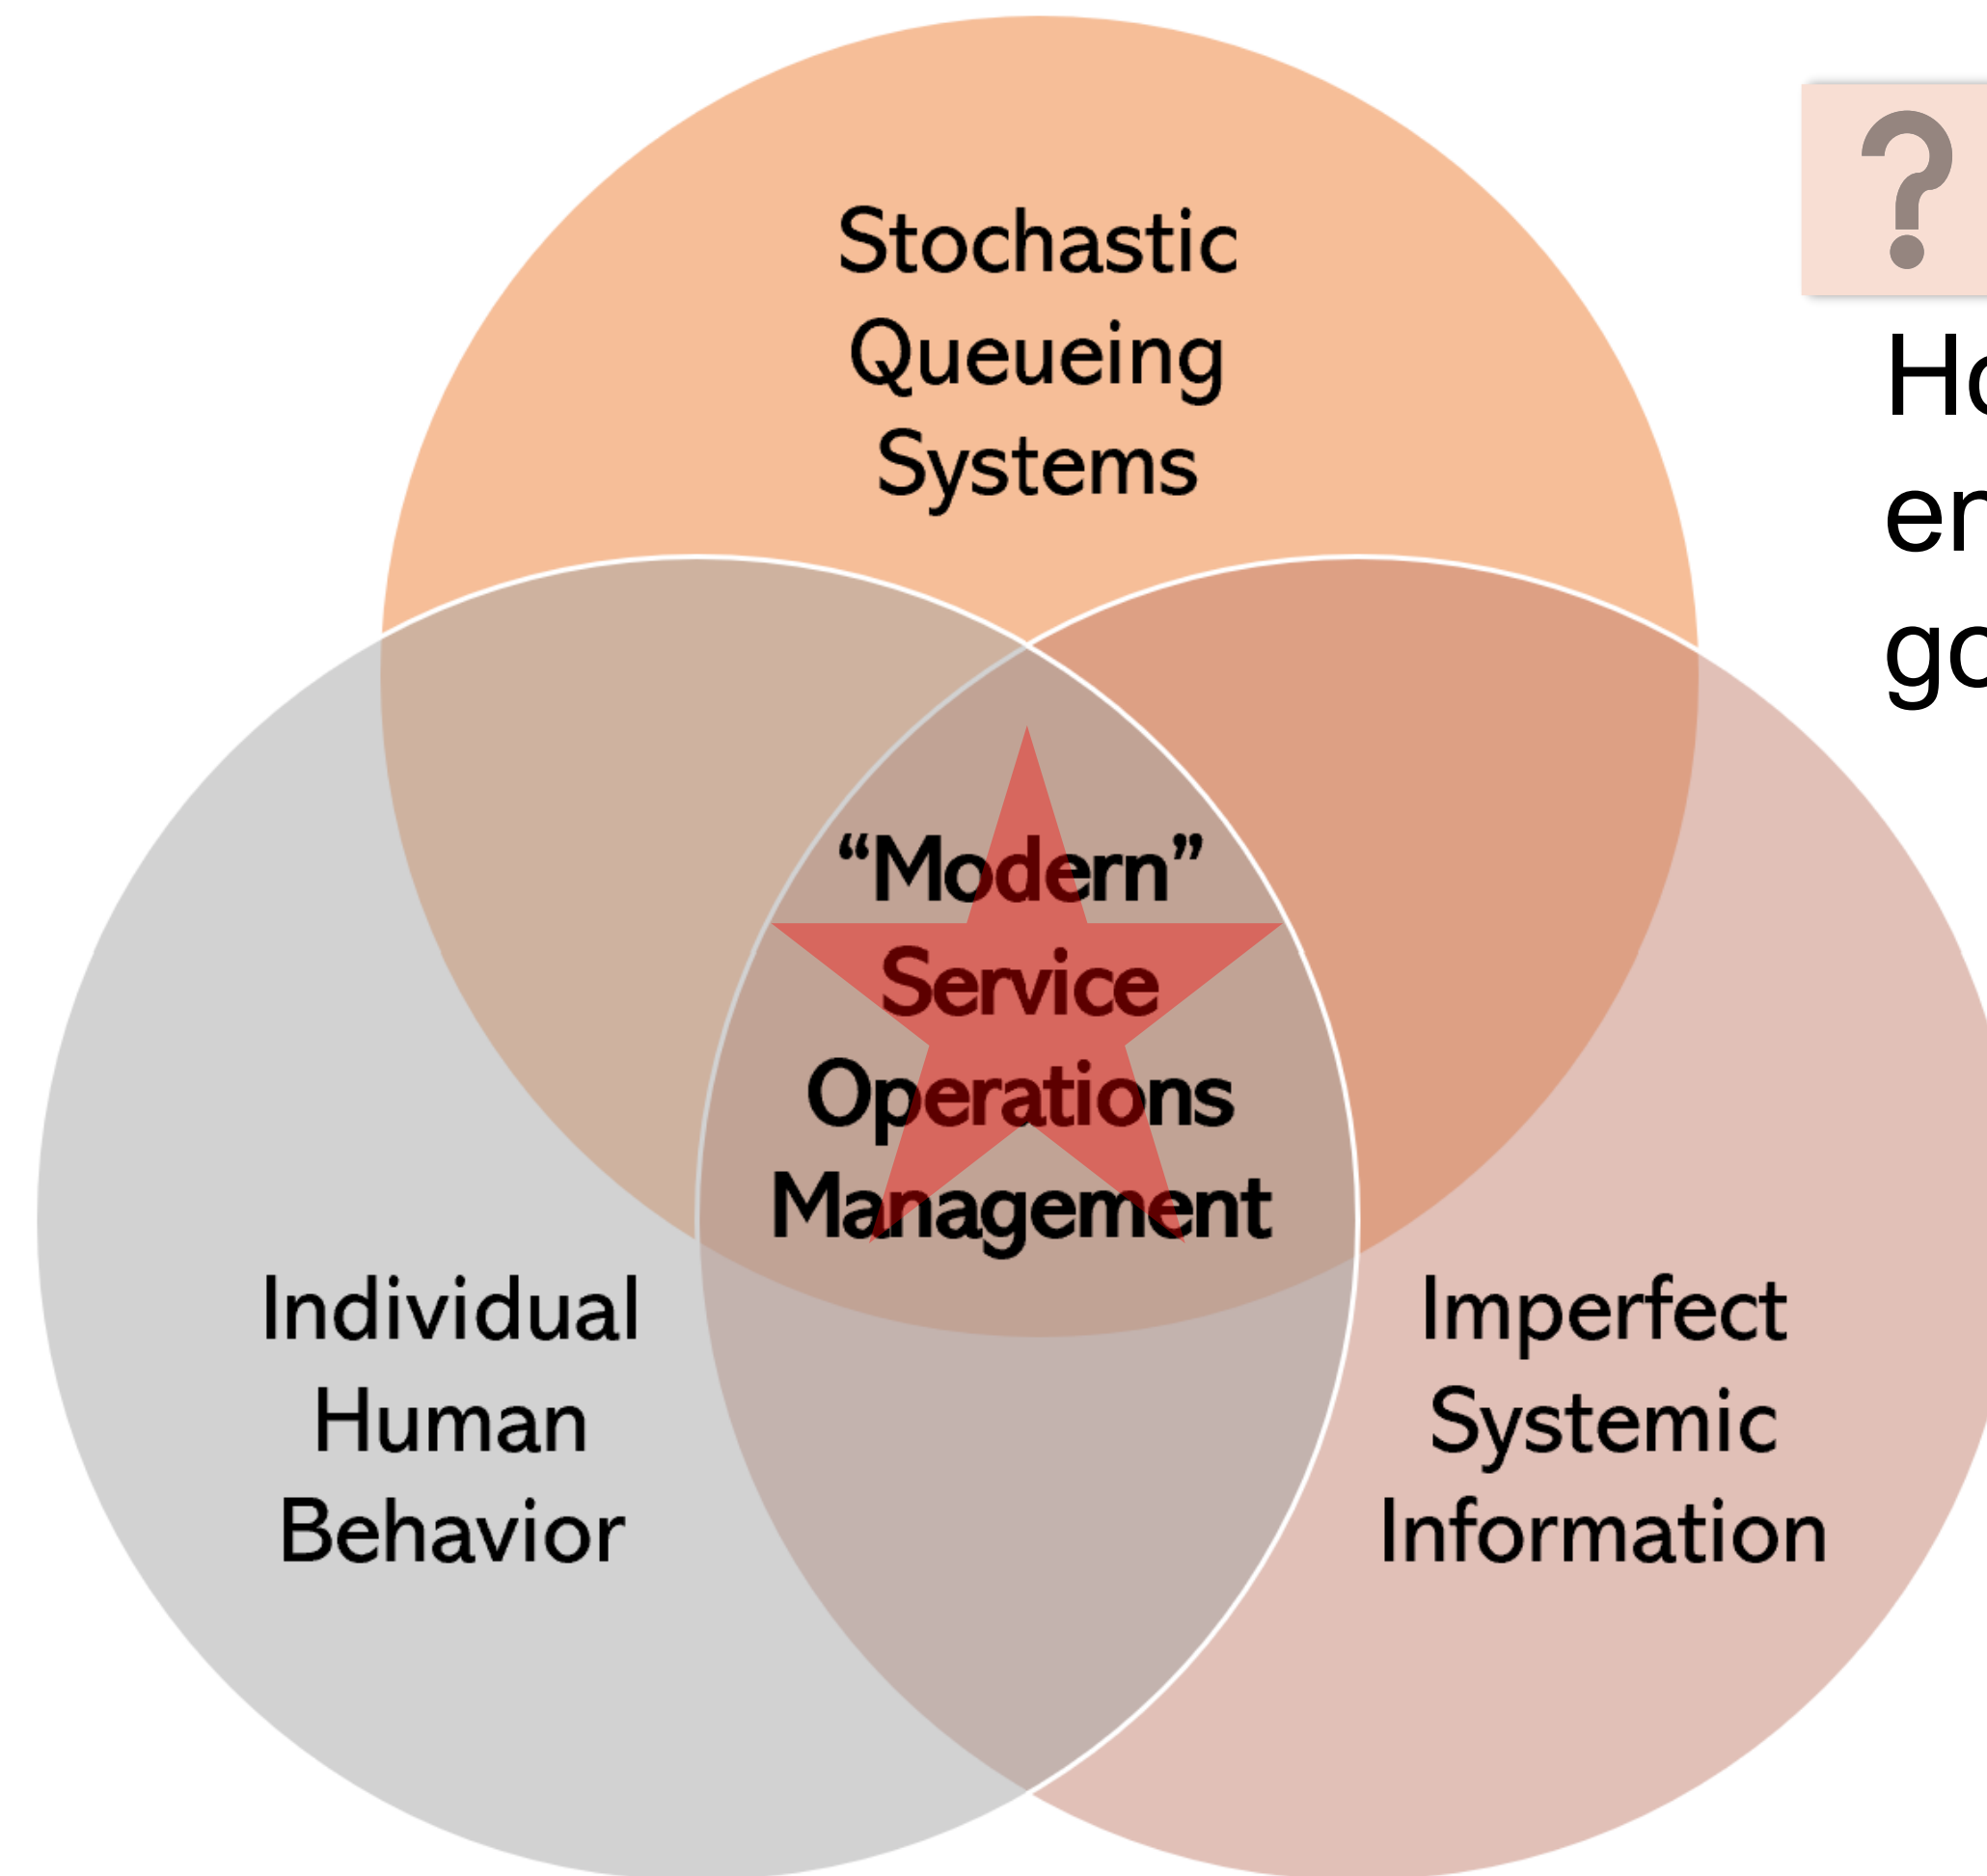 Stochastic
Queueing
Systems
?
“Modern”
Service
Operations
Management
Individual
Human
Behavior
Imperfect
Systemic
Information